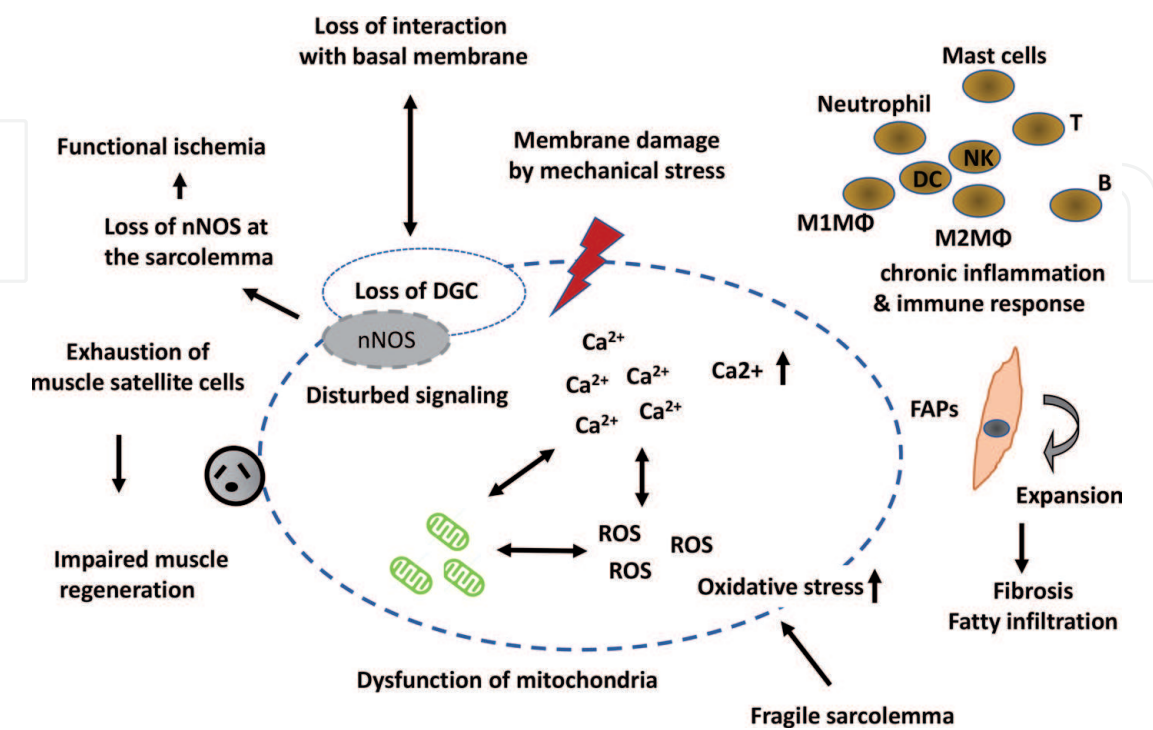 Loss of interaction
with basal membrane
Mast cells
Neutrophil
T
NK
DC
B
M1MΦ
M2MΦ
chronic inflammation
& immune response
Membrane damage
by mechanical stress
Functional ischemia
Loss of nNOS at
the sarcolemma
Loss of DGC
nNOS
Disturbed signaling
Exhaustion of
muscle satellite cells
Impaired muscle
regeneration
Ca²⁺
Ca²⁺ Ca²⁺
Ca²⁺ Ca²⁺
Ca2+
FAPs
Expansion
Fibrosis
Fatty infiltration
ROS
ROS
ROS
Oxidative stress
Dysfunction of mitochondria
Fragile sarcolemma